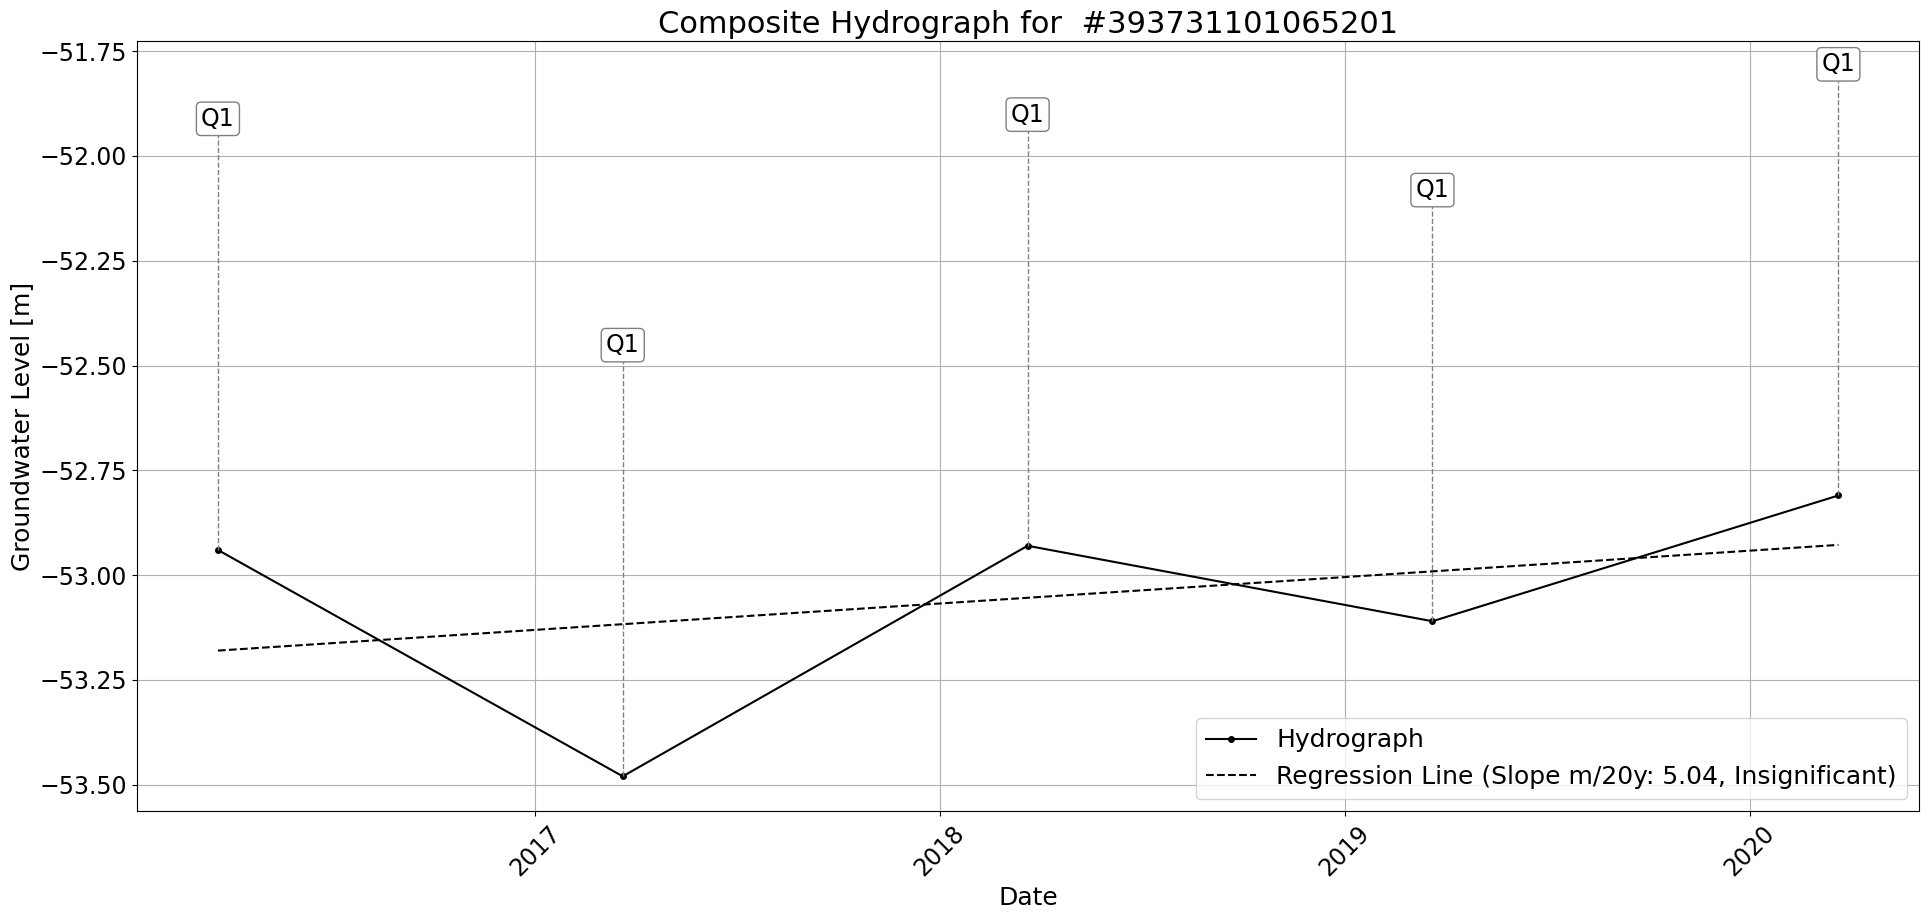 Composite Hydrograph for  #393731101065201
Groundwater Level [m]
−51.75
−52.00
−52.25
−52.50
−52.75
−53.00
−53.25
−53.50
Q1
Q1
Q1
Q1
Q1
Hydrograph
Regression Line (Slope m/20y: 5.04, Insignificant)
2017
2018
2019
2020
Date